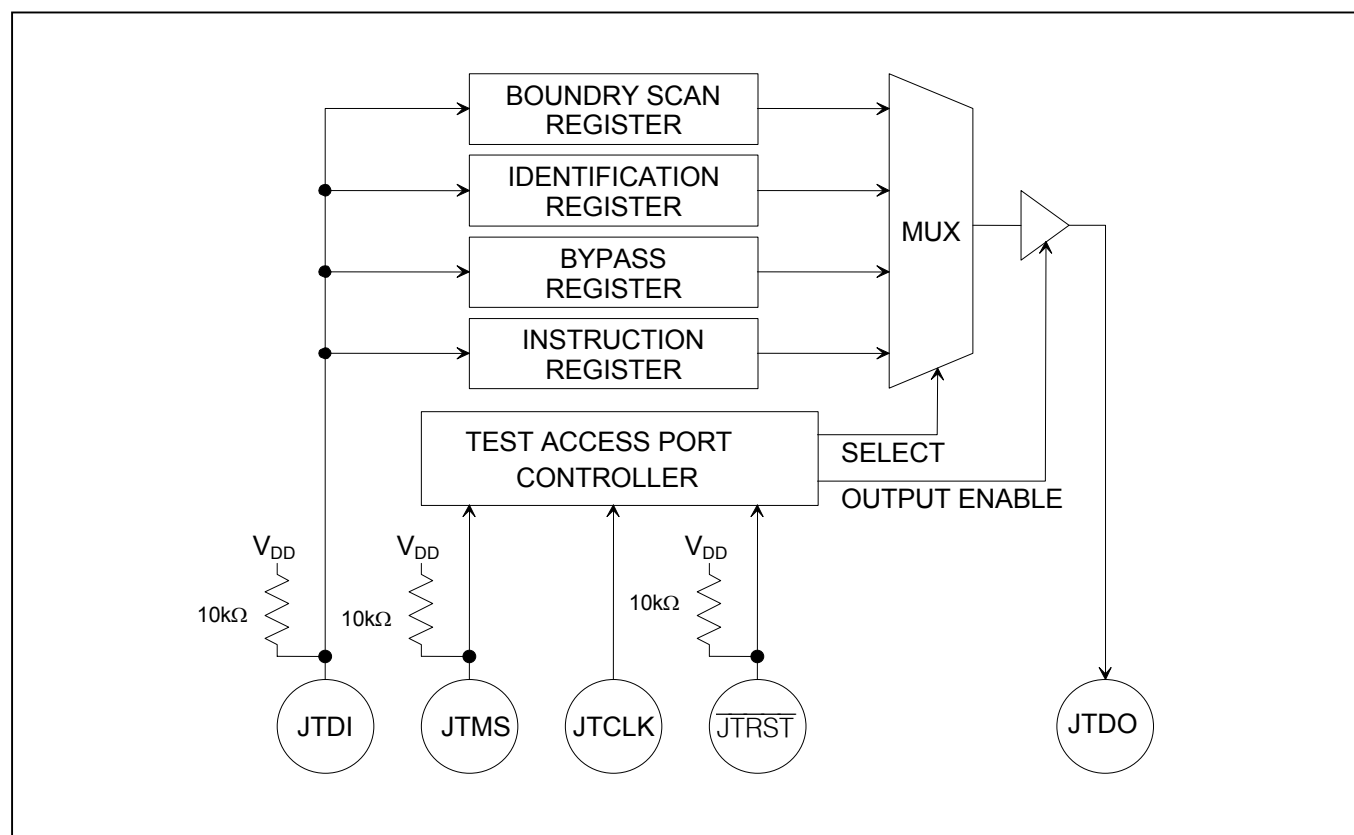 BOUNDRY SCAN
REGISTER
IDENTIFICATION
REGISTER
BYPASS
REGISTER
INSTRUCTION
REGISTER
MUX
TEST ACCESS PORT
CONTROLLER
SELECT
OUTPUT ENABLE
VDD
10kΩ
VDD
10kΩ
VDD
10kΩ
JTDI
JTMS
JTCLK
J̅T̅R̅S̅T̅
JTDO